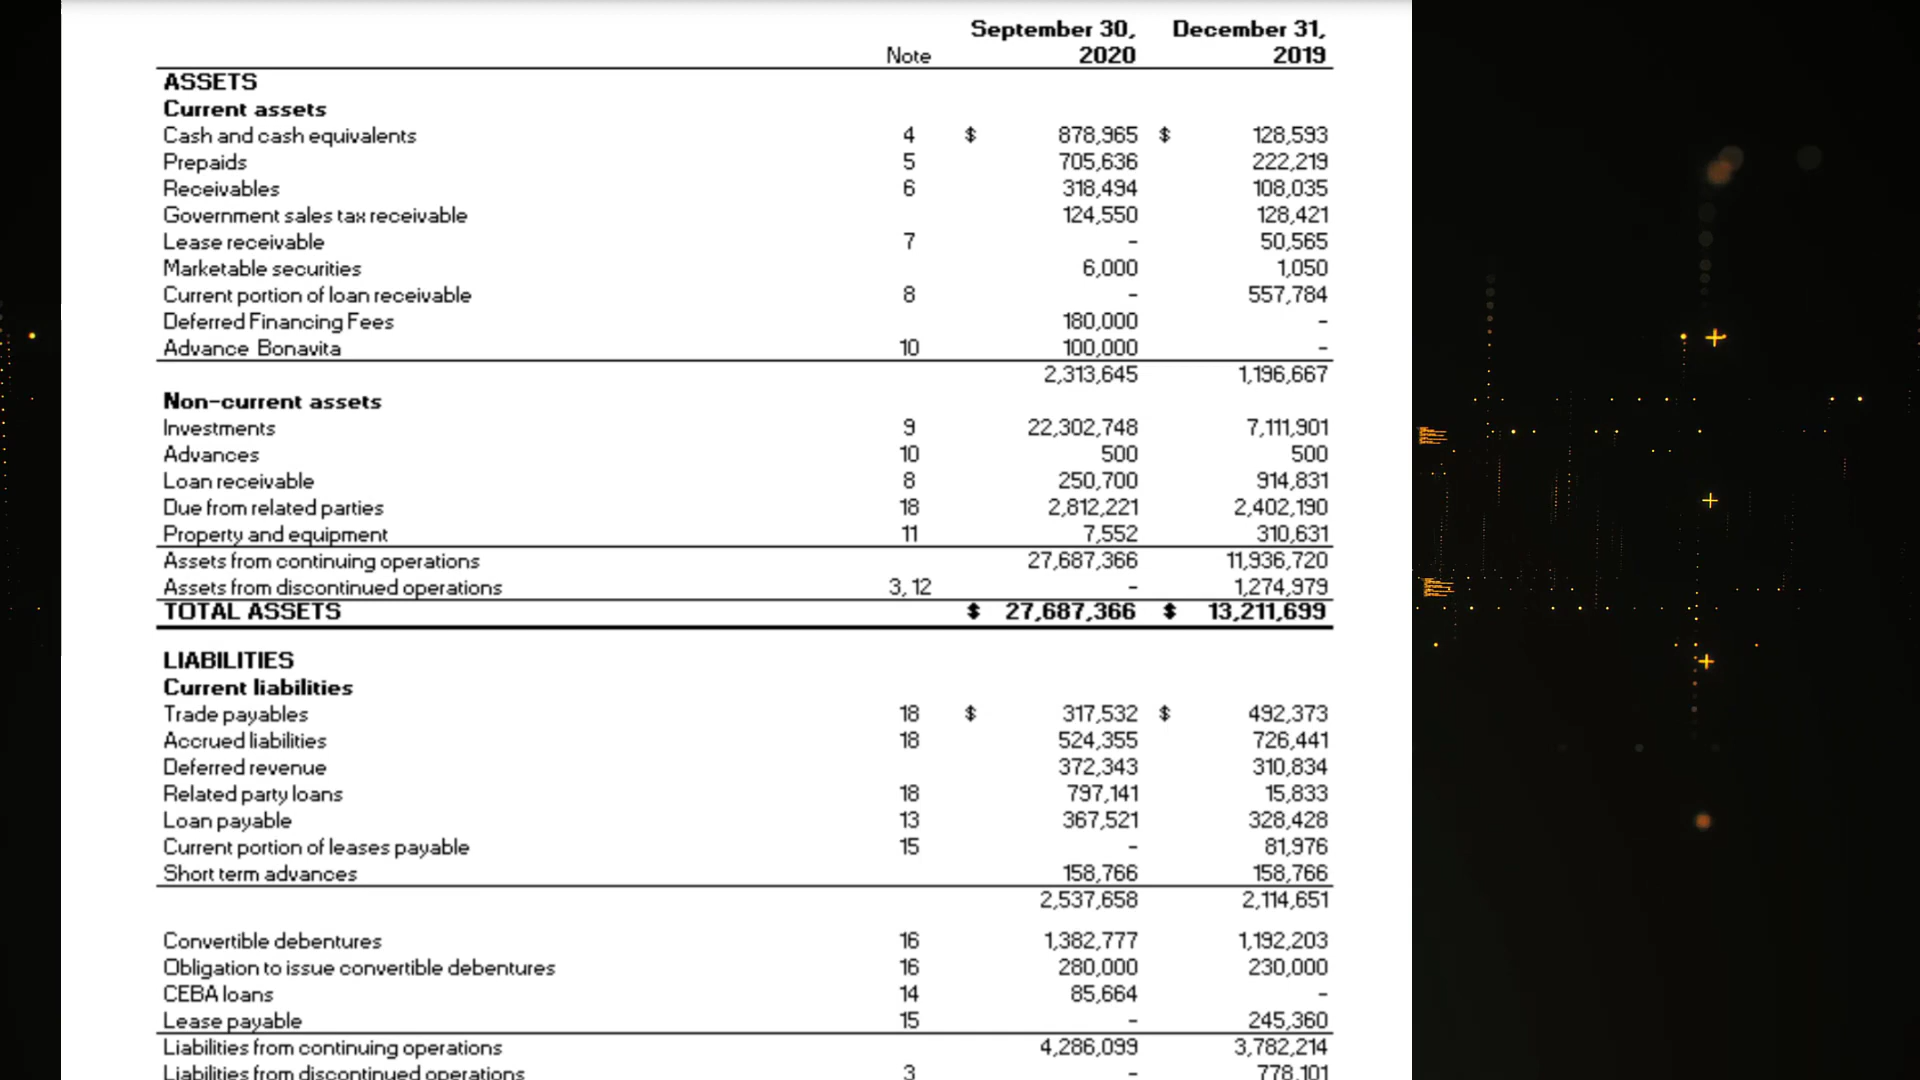 September 30, December 31,
Note 2020 2019
ASSETS
Current assets
Cash and cash equivalents 4 $ 878,965 $ 128,593
Prepaids 5 705,636 222,219
Receivables 6 318,494 108,035
Government sales tax receivable 124,550 128,421
Lease receivable 7 - 50,565
Marketable securities 6,000 1,050
Current portion of loan receivable 8 - 557,784
Deferred Financing Fees 180,000 -
Advance Bonavita 10 100,000 -
2,313,645 1,196,667
Non-current assets
Investments 9 22,302,748 7,111,901
Advances 10 500 500
Loan receivable 8 250,700 914,831
Due from related parties 18 2,812,221 2,402,190
Property and equipment 11 7,552 310,631
Assets from continuing operations 27,687,366 11,936,720
Assets from discontinued operations 3, 12 - 1,274,979
TOTAL ASSETS $ 27,687,366 $ 13,211,699
LIABILITIES
Current liabilities
Trade payables 18 $ 317,532 $ 492,373
Accrued liabilities 18 524,355 726,441
Deferred revenue 372,343 310,834
Related party loans 18 797,141 15,833
Loan payable 13 367,521 328,428
Current portion of leases payable 15 - 81,976
Short term advances 158,766 158,766
2,537,658 2,114,651
Convertible debentures 16 1,382,777 1,192,203
Obligation to issue convertible debentures 16 280,000 230,000
CEBA loans 14 85,664 -
Lease payable 15 - 245,360
Liabilities from continuing operations 4,286,099 3,782,214
Liabilities from discontinued operations 3 - 778,101